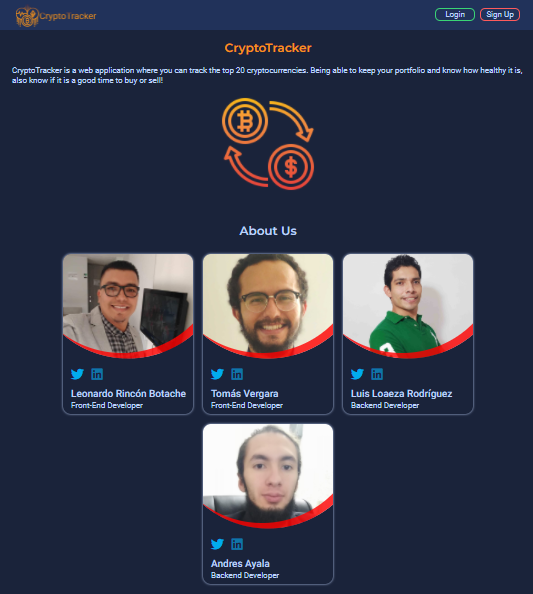 CryptoTracker
Login
Sign Up
CryptoTracker
CryptoTracker is a web application where you can track the top 20 cryptocurrencies. Being able to keep your portfolio and know how healthy it is,
also know if it is a good time to buy or sell!
About Us
Leonardo Rincón Botache
Front-End Developer
Tomás Vergara
Front-End Developer
Luis Loaeza Rodríguez
Backend Developer
Andres Ayala
Backend Developer